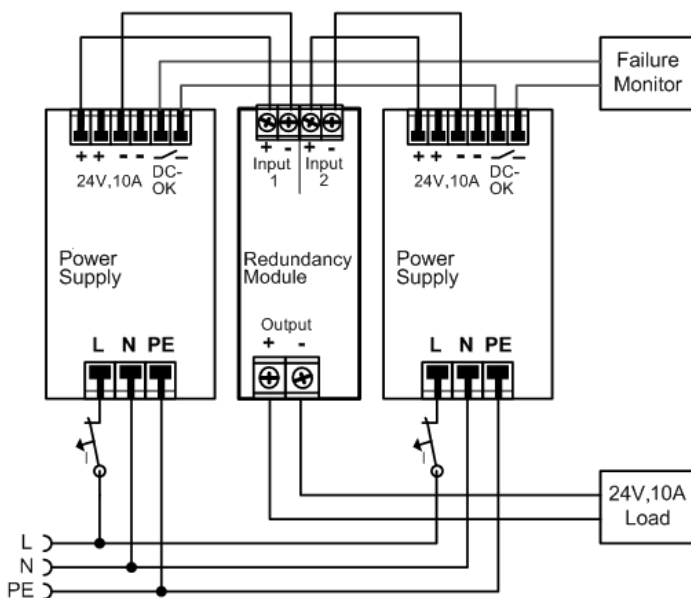 Failure
Monitor
+ + - -
24V,10A
DC-
OK
Power
Supply
L N PE
+ - + -
Input
1
Input
2
Redundancy
Module
Output
+ -
+ + - -
24V,10A
DC-
OK
Power
Supply
L N PE
I
I
24V,10A
Load
L
N
PE